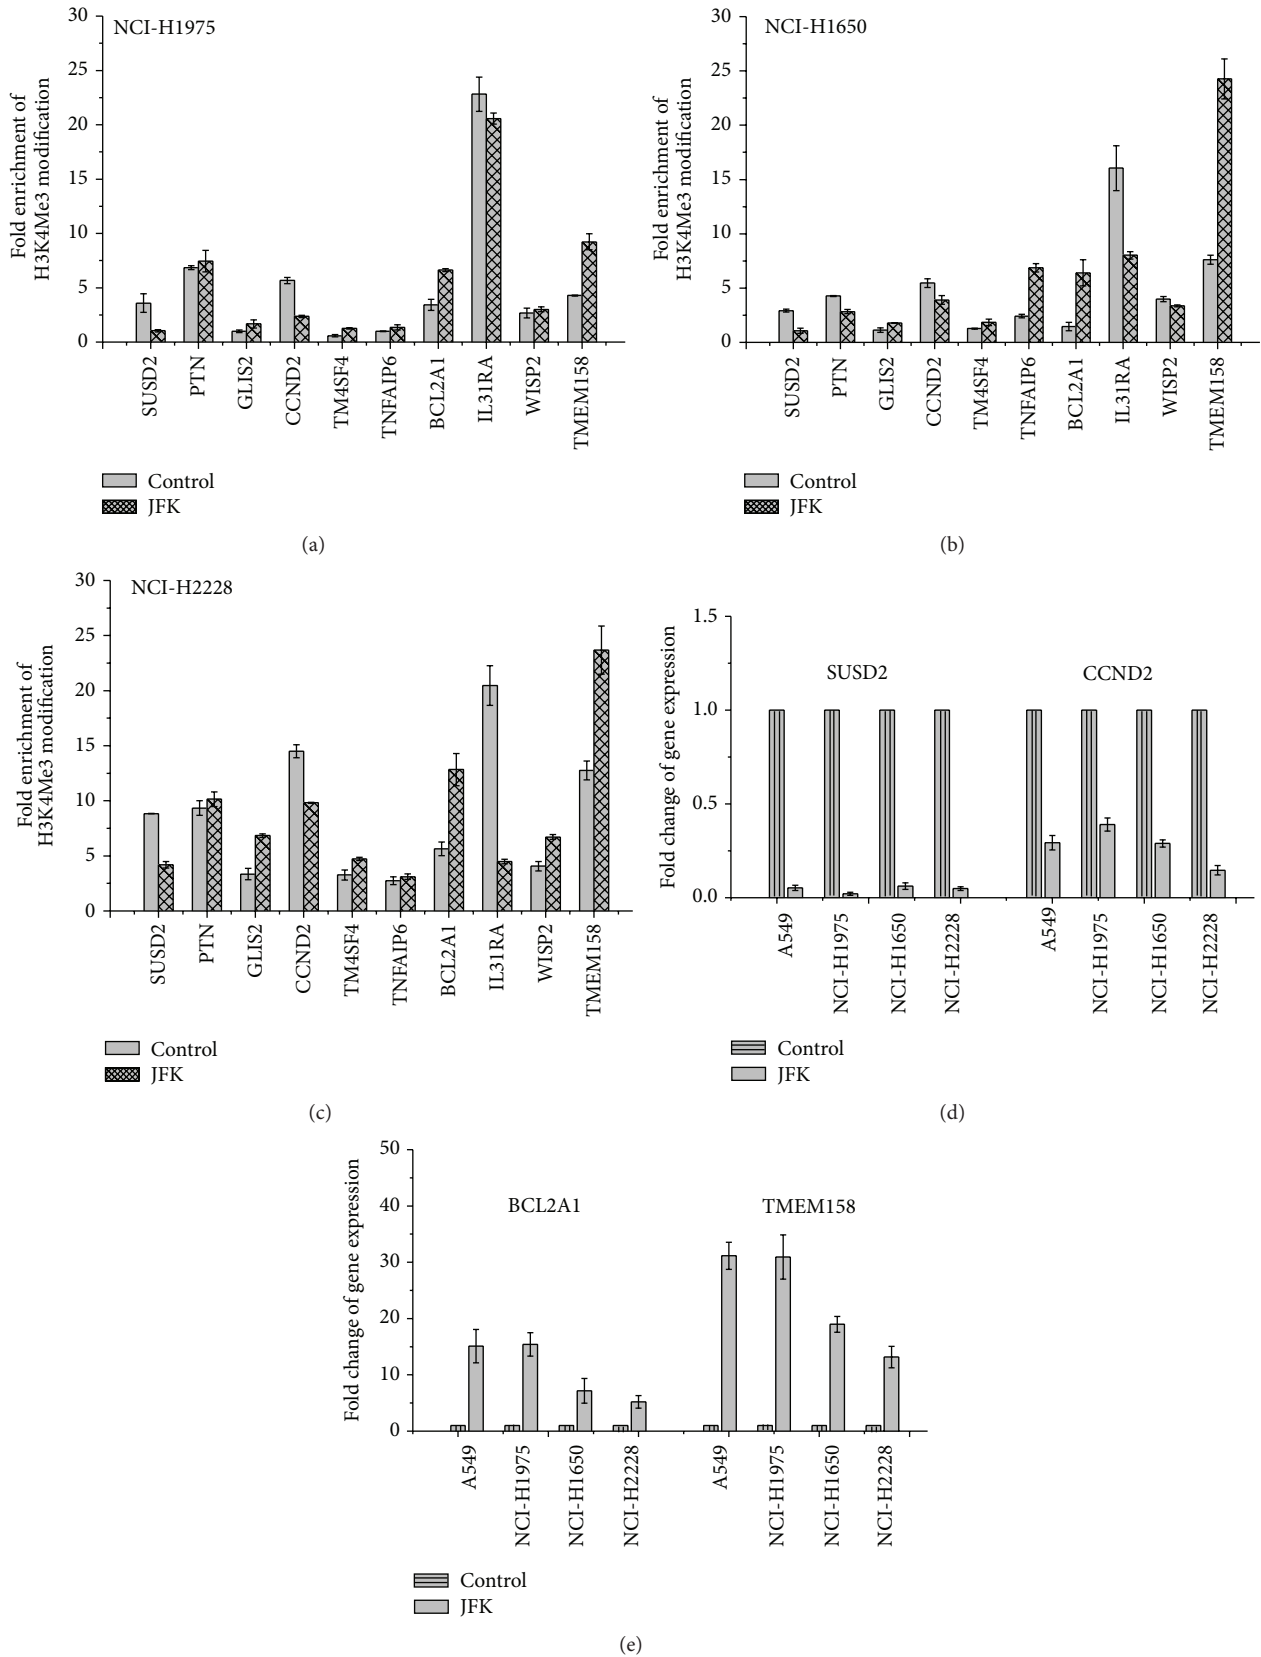 NCI-H1975
Fold enrichment of
H3K4Me3 modification
30
25
20
15
10
5
0
SUSD2
PTN
GLIS2
CCND2
TM4SF4
TNFAIP6
BCL2A1
IL31RA
WISP2
TMEM158
Control
JFK
(a)
NCI-H1650
Fold enrichment of
H3K4Me3 modification
30
25
20
15
10
5
0
SUSD2
PTN
GLIS2
CCND2
TM4SF4
TNFAIP6
BCL2A1
IL31RA
WISP2
TMEM158
Control
JFK
(b)
NCI-H2228
Fold enrichment of
H3K4Me3 modification
30
25
20
15
10
5
0
SUSD2
PTN
GLIS2
CCND2
TM4SF4
TNFAIP6
BCL2A1
IL31RA
WISP2
TMEM158
Control
JFK
(c)
Fold change of gene expression
1.5
1.0
0.5
0.0
SUSD2
CCND2
A549
NCI-H1975
NCI-H1650
NCI-H2228
A549
NCI-H1975
NCI-H1650
NCI-H2228
Control
JFK
(d)
Fold change of gene expression
50
40
30
20
10
0
BCL2A1
TMEM158
A549
NCI-H1975
NCI-H1650
NCI-H2228
A549
NCI-H1975
NCI-H1650
NCI-H2228
Control
JFK
(e)